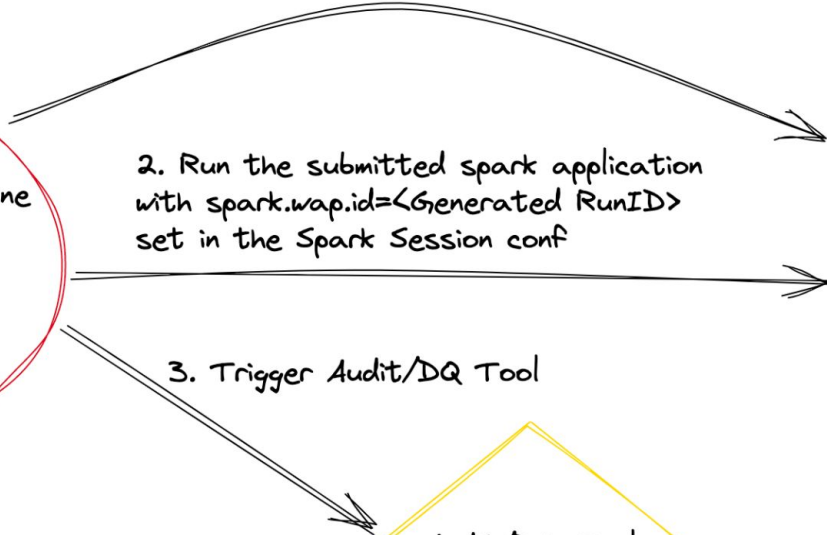 2. Run the submitted spark application
ne
with spark.wap.id=<Generated RunID>
set in the Spark Session conf
3. Trigger Audit/DQ Tool